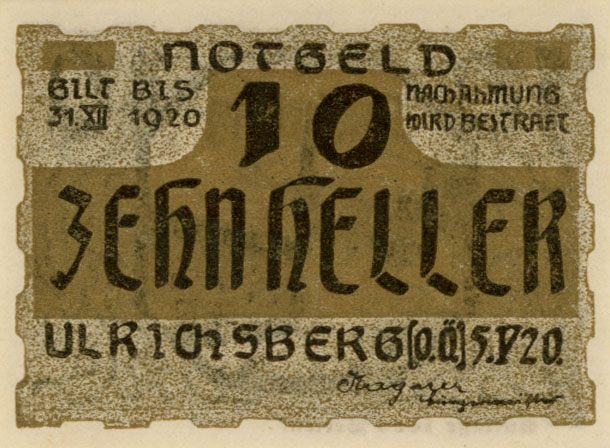 NOTGELD
GILT BIS 31.XII 1920
10
NACHAHMUNG WIRD BESTRAFT
ZEHN HELLER
ULRICHSBERG (O.Ö) 5.V 20.